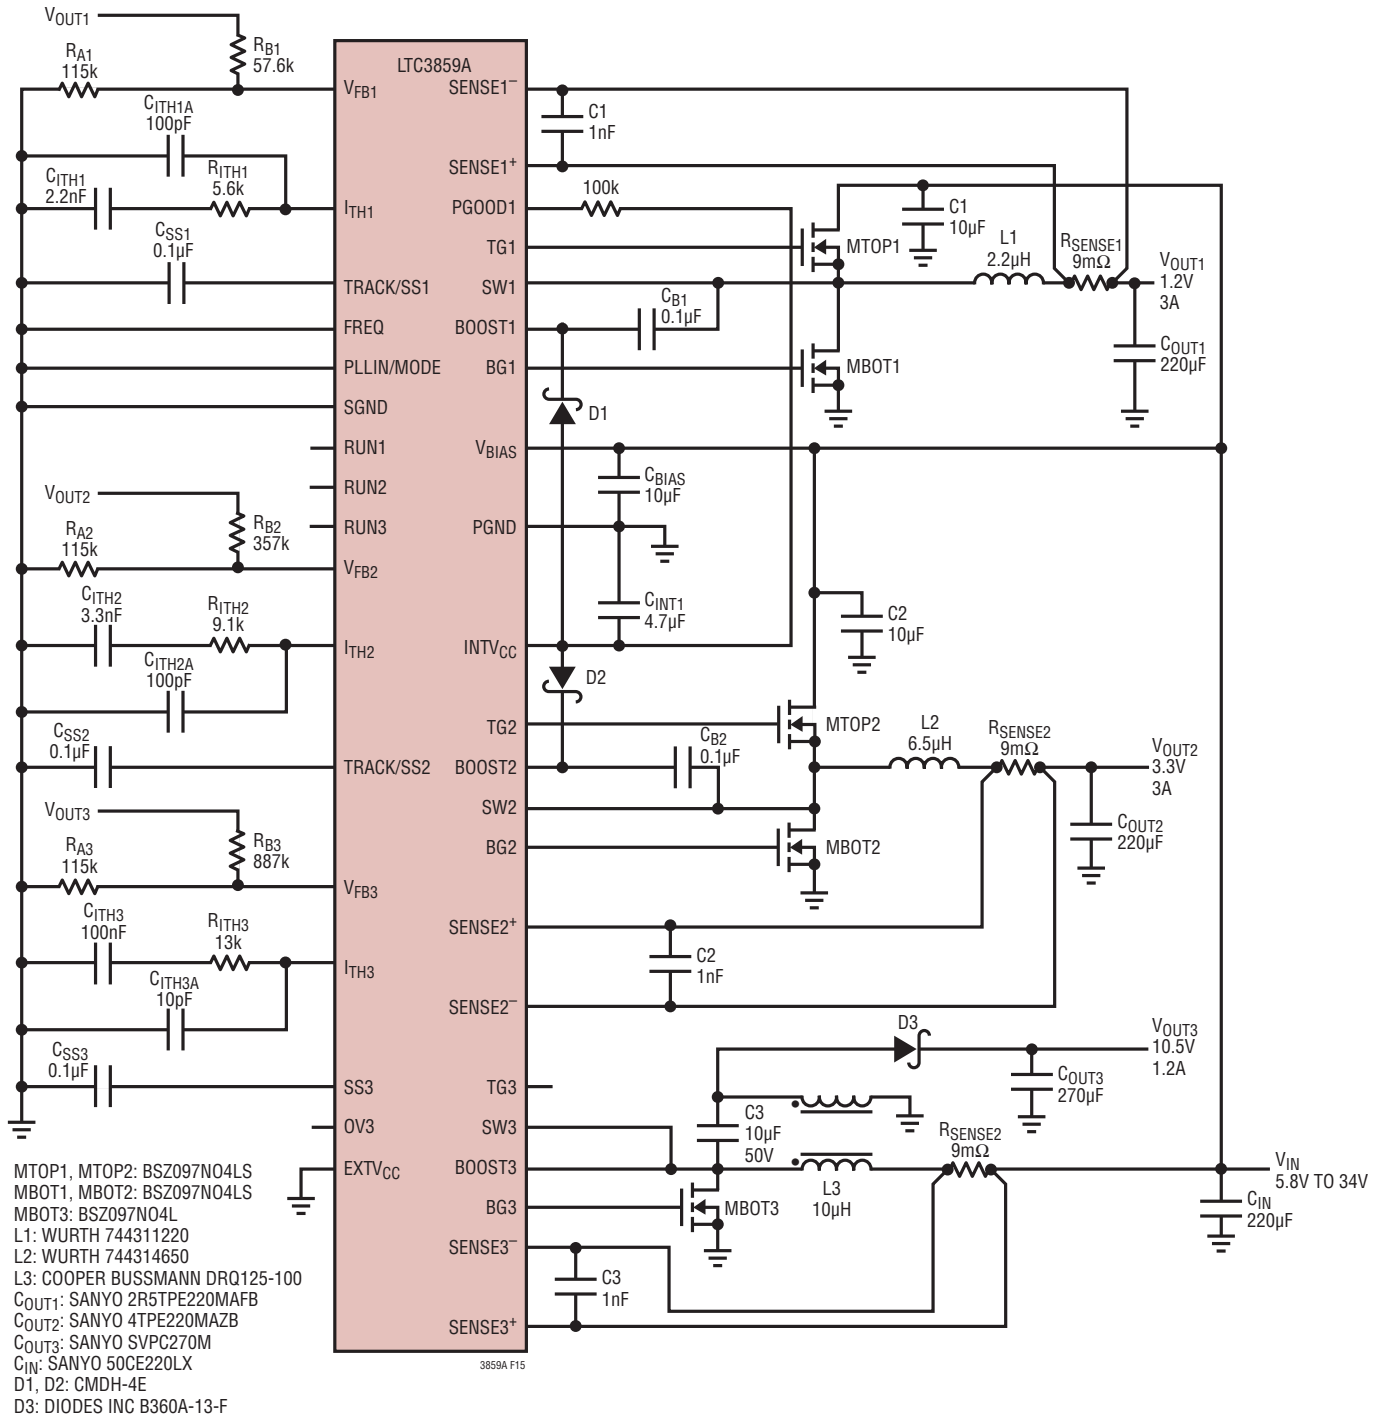 VOUT1
RA1
115k
RB1
57.6k
CITH1A
100pF
CITH1
2.2nF
RITH1
5.6k
CSS1
0.1µF
VOUT2
RA2
115k
RB2
357k
CITH2
3.3nF
RITH2
9.1k
CITH2A
100pF
CSS2
0.1µF
VOUT3
RA3
115k
RB3
887k
CITH3
100nF
RITH3
13k
CITH3A
10pF
CSS3
0.1µF
LTC3859A
VFB1
ITH1
TRACK/SS1
FREQ
PLLIN/MODE
SGND
RUN1
RUN2
RUN3
VFB2
ITH2
TRACK/SS2
VFB3
ITH3
SS3
OV3
EXTVCC
SENSE1–
SENSE1+
PGOOD1
TG1
SW1
BOOST1
BG1
VBIAS
PGND
INTVCC
TG2
BOOST2
SW2
BG2
SENSE2+
SENSE2–
TG3
SW3
BOOST3
BG3
SENSE3–
SENSE3+
C1
1nF
100k
MTOP1
C1
10µF
L1
2.2µH
RSENSE1
9mΩ
VOUT1
1.2V
3A
CB1
0.1µF
MBOT1
COUT1
220µF
D1
CBIAS
10µF
CINT1
4.7µF
C2
10µF
D2
MTOP2
CB2
0.1µF
L2
6.5µH
RSENSE2
9mΩ
VOUT2
3.3V
3A
MBOT2
COUT2
220µF
C2
1nF
D3
VOUT3
10.5V
1.2A
COUT3
270µF
C3
10µF
50V
L3
10µH
RSENSE2
9mΩ
VIN
5.8V TO 34V
CIN
220µF
MBOT3
C3
1nF
3859A F15
MTOP1, MTOP2: BSZ097NO4LS
MBOT1, MBOT2: BSZ097NO4LS
MBOT3: BSZ097NO4L
L1: WURTH 744311220
L2: WURTH 744314650
L3: COOPER BUSSMANN DRQ125-100
COUT1: SANYO 2R5TPE220MAFB
COUT2: SANYO 4TPE220MAZB
COUT3: SANYO SVPC270M
CIN: SANYO 50CE220LX
D1, D2: CMDH-4E
D3: DIODES INC B360A-13-F